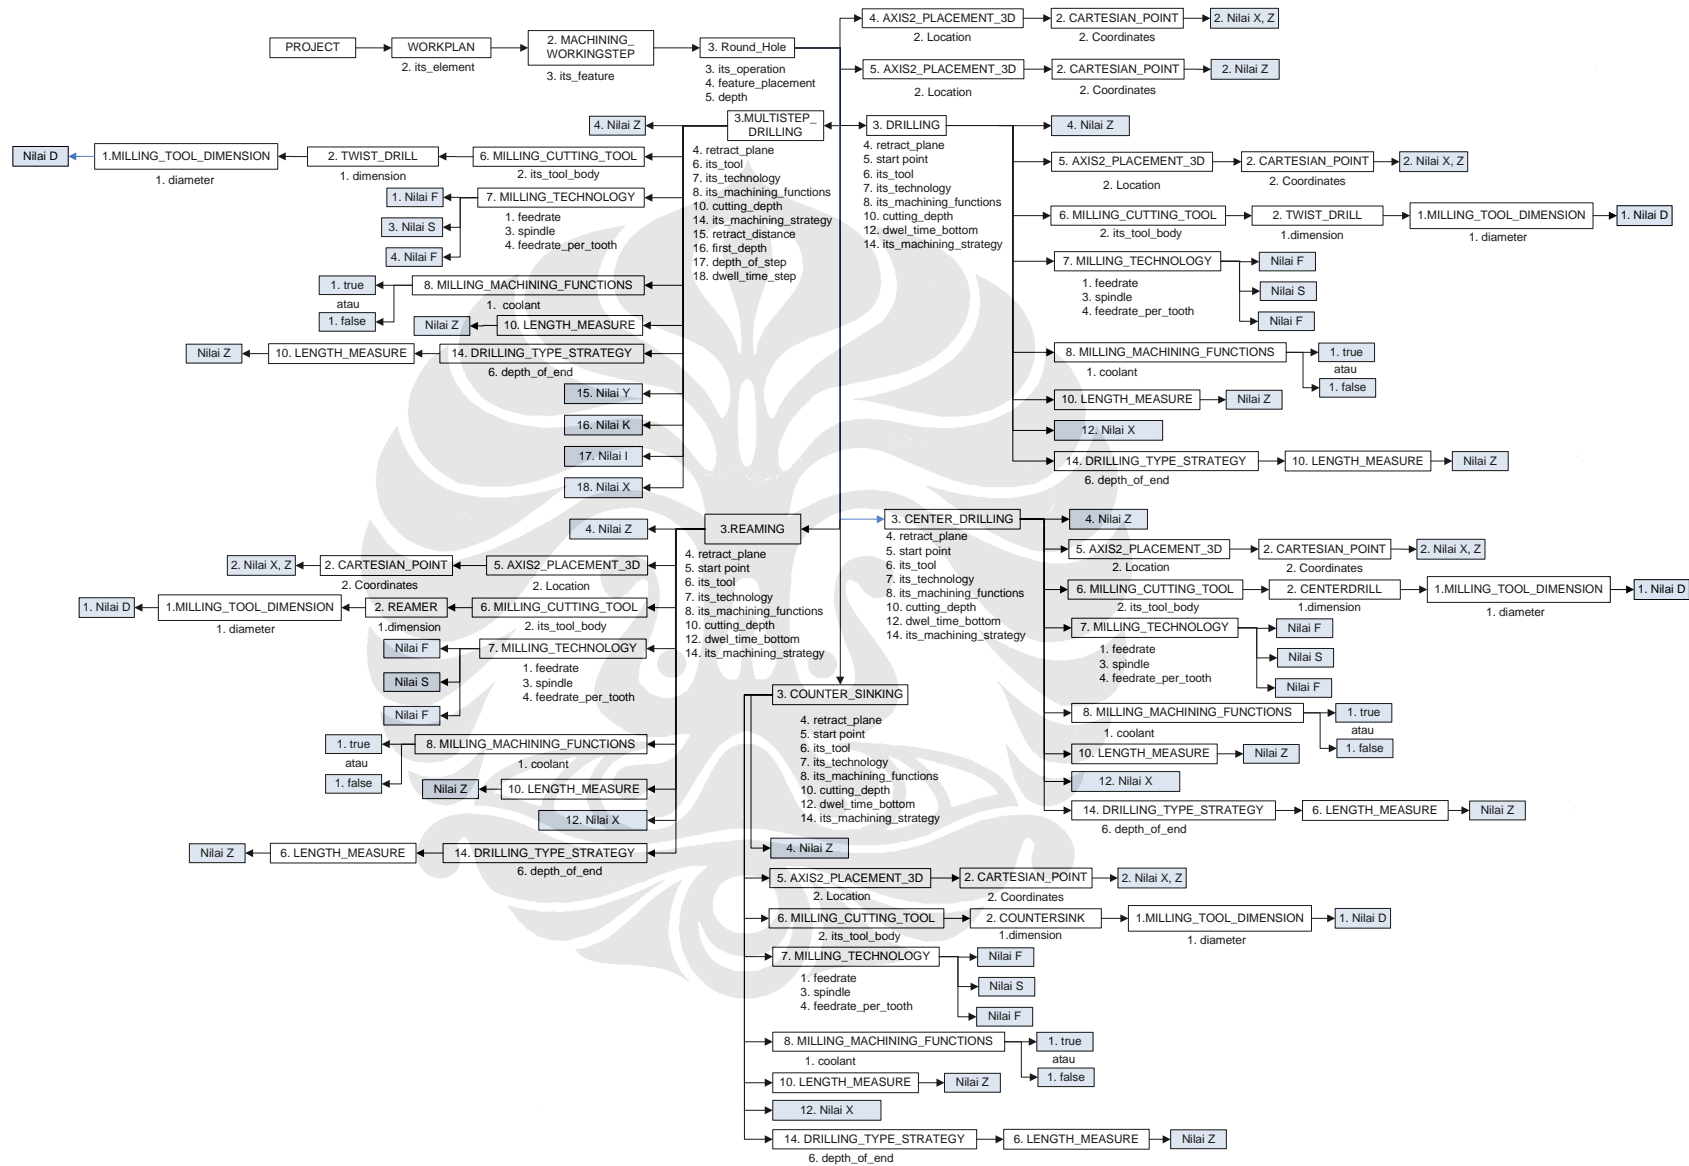 PROJECT
WORKPLAN
2. its_element
2. MACHINING_
WORKINGSTEP
3. its_feature
3. Round_Hole
3. its_operation
4. feature_placement
5. depth
4. AXIS2_PLACEMENT_3D
2. Location
2. CARTESIAN_POINT
2. Coordinates
2. Nilai X, Z
5. AXIS2_PLACEMENT_3D
2. Location
2. CARTESIAN_POINT
2. Coordinates
2. Nilai Z
3.MULTISTEP_
DRILLING
4. retract_plane
6. its_tool
7. its_technology
8. its_machining_functions
10. cutting_depth
14. its_machining_strategy
15. retract_distance
16. first_depth
17. depth_of_step
18. dwell_time_step
4. Nilai Z
6. MILLING_CUTTING_TOOL
2. its_tool_body
2. TWIST_DRILL
1. dimension
1.MILLING_TOOL_DIMENSION
1. diameter
Nilai D
7. MILLING_TECHNOLOGY
1. feedrate
3. spindle
4. feedrate_per_tooth
1. Nilai F
3. Nilai S
4. Nilai F
8. MILLING_MACHINING_FUNCTIONS
1. coolant
1. true
atau
1. false
10. LENGTH_MEASURE
Nilai Z
14. DRILLING_TYPE_STRATEGY
6. depth_of_end
10. LENGTH_MEASURE
Nilai Z
15. Nilai Y
16. Nilai K
17. Nilai I
18. Nilai X
3. DRILLING
4. retract_plane
5. start point
6. its_tool
7. its_technology
8. its_machining_functions
10. cutting_depth
12. dwel_time_bottom
14. its_machining_strategy
4. Nilai Z
5. AXIS2_PLACEMENT_3D
2. Location
2. CARTESIAN_POINT
2. Coordinates
2. Nilai X, Z
6. MILLING_CUTTING_TOOL
2. its_tool_body
2. TWIST_DRILL
1.dimension
1.MILLING_TOOL_DIMENSION
1. diameter
1. Nilai D
7. MILLING_TECHNOLOGY
1. feedrate
3. spindle
4. feedrate_per_tooth
Nilai F
Nilai S
Nilai F
8. MILLING_MACHINING_FUNCTIONS
1. coolant
1. true
atau
1. false
10. LENGTH_MEASURE
Nilai Z
12. Nilai X
14. DRILLING_TYPE_STRATEGY
6. depth_of_end
10. LENGTH_MEASURE
Nilai Z
3.REAMING
4. retract_plane
5. start point
6. its_tool
7. its_technology
8. its_machining_functions
10. cutting_depth
12. dwel_time_bottom
14. its_machining_strategy
4. Nilai Z
5. AXIS2_PLACEMENT_3D
2. Location
2. CARTESIAN_POINT
2. Coordinates
2. Nilai X, Z
6. MILLING_CUTTING_TOOL
2. its_tool_body
2. REAMER
1.dimension
1.MILLING_TOOL_DIMENSION
1. diameter
1. Nilai D
7. MILLING_TECHNOLOGY
1. feedrate
3. spindle
4. feedrate_per_tooth
Nilai F
Nilai S
Nilai F
8. MILLING_MACHINING_FUNCTIONS
1. coolant
1. true
atau
1. false
10. LENGTH_MEASURE
Nilai Z
12. Nilai X
14. DRILLING_TYPE_STRATEGY
6. depth_of_end
6. LENGTH_MEASURE
Nilai Z
3. CENTER_DRILLING
4. retract_plane
5. start point
6. its_tool
7. its_technology
8. its_machining_functions
10. cutting_depth
12. dwel_time_bottom
14. its_machining_strategy
4. Nilai Z
5. AXIS2_PLACEMENT_3D
2. Location
2. CARTESIAN_POINT
2. Coordinates
2. Nilai X, Z
6. MILLING_CUTTING_TOOL
2. its_tool_body
2. CENTERDRILL
1.dimension
1.MILLING_TOOL_DIMENSION
1. diameter
1. Nilai D
7. MILLING_TECHNOLOGY
1. feedrate
3. spindle
4. feedrate_per_tooth
Nilai F
Nilai S
Nilai F
8. MILLING_MACHINING_FUNCTIONS
1. coolant
1. true
atau
1. false
10. LENGTH_MEASURE
Nilai Z
12. Nilai X
14. DRILLING_TYPE_STRATEGY
6. depth_of_end
6. LENGTH_MEASURE
Nilai Z
3. COUNTER_SINKING
4. retract_plane
5. start point
6. its_tool
7. its_technology
8. its_machining_functions
10. cutting_depth
12. dwel_time_bottom
14. its_machining_strategy
4. Nilai Z
5. AXIS2_PLACEMENT_3D
2. Location
2. CARTESIAN_POINT
2. Coordinates
2. Nilai X, Z
6. MILLING_CUTTING_TOOL
2. its_tool_body
2. COUNTERSINK
1.dimension
1.MILLING_TOOL_DIMENSION
1. diameter
1. Nilai D
7. MILLING_TECHNOLOGY
1. feedrate
3. spindle
4. feedrate_per_tooth
Nilai F
Nilai S
Nilai F
8. MILLING_MACHINING_FUNCTIONS
1. coolant
1. true
atau
1. false
10. LENGTH_MEASURE
Nilai Z
12. Nilai X
14. DRILLING_TYPE_STRATEGY
6. depth_of_end
6. LENGTH_MEASURE
Nilai Z